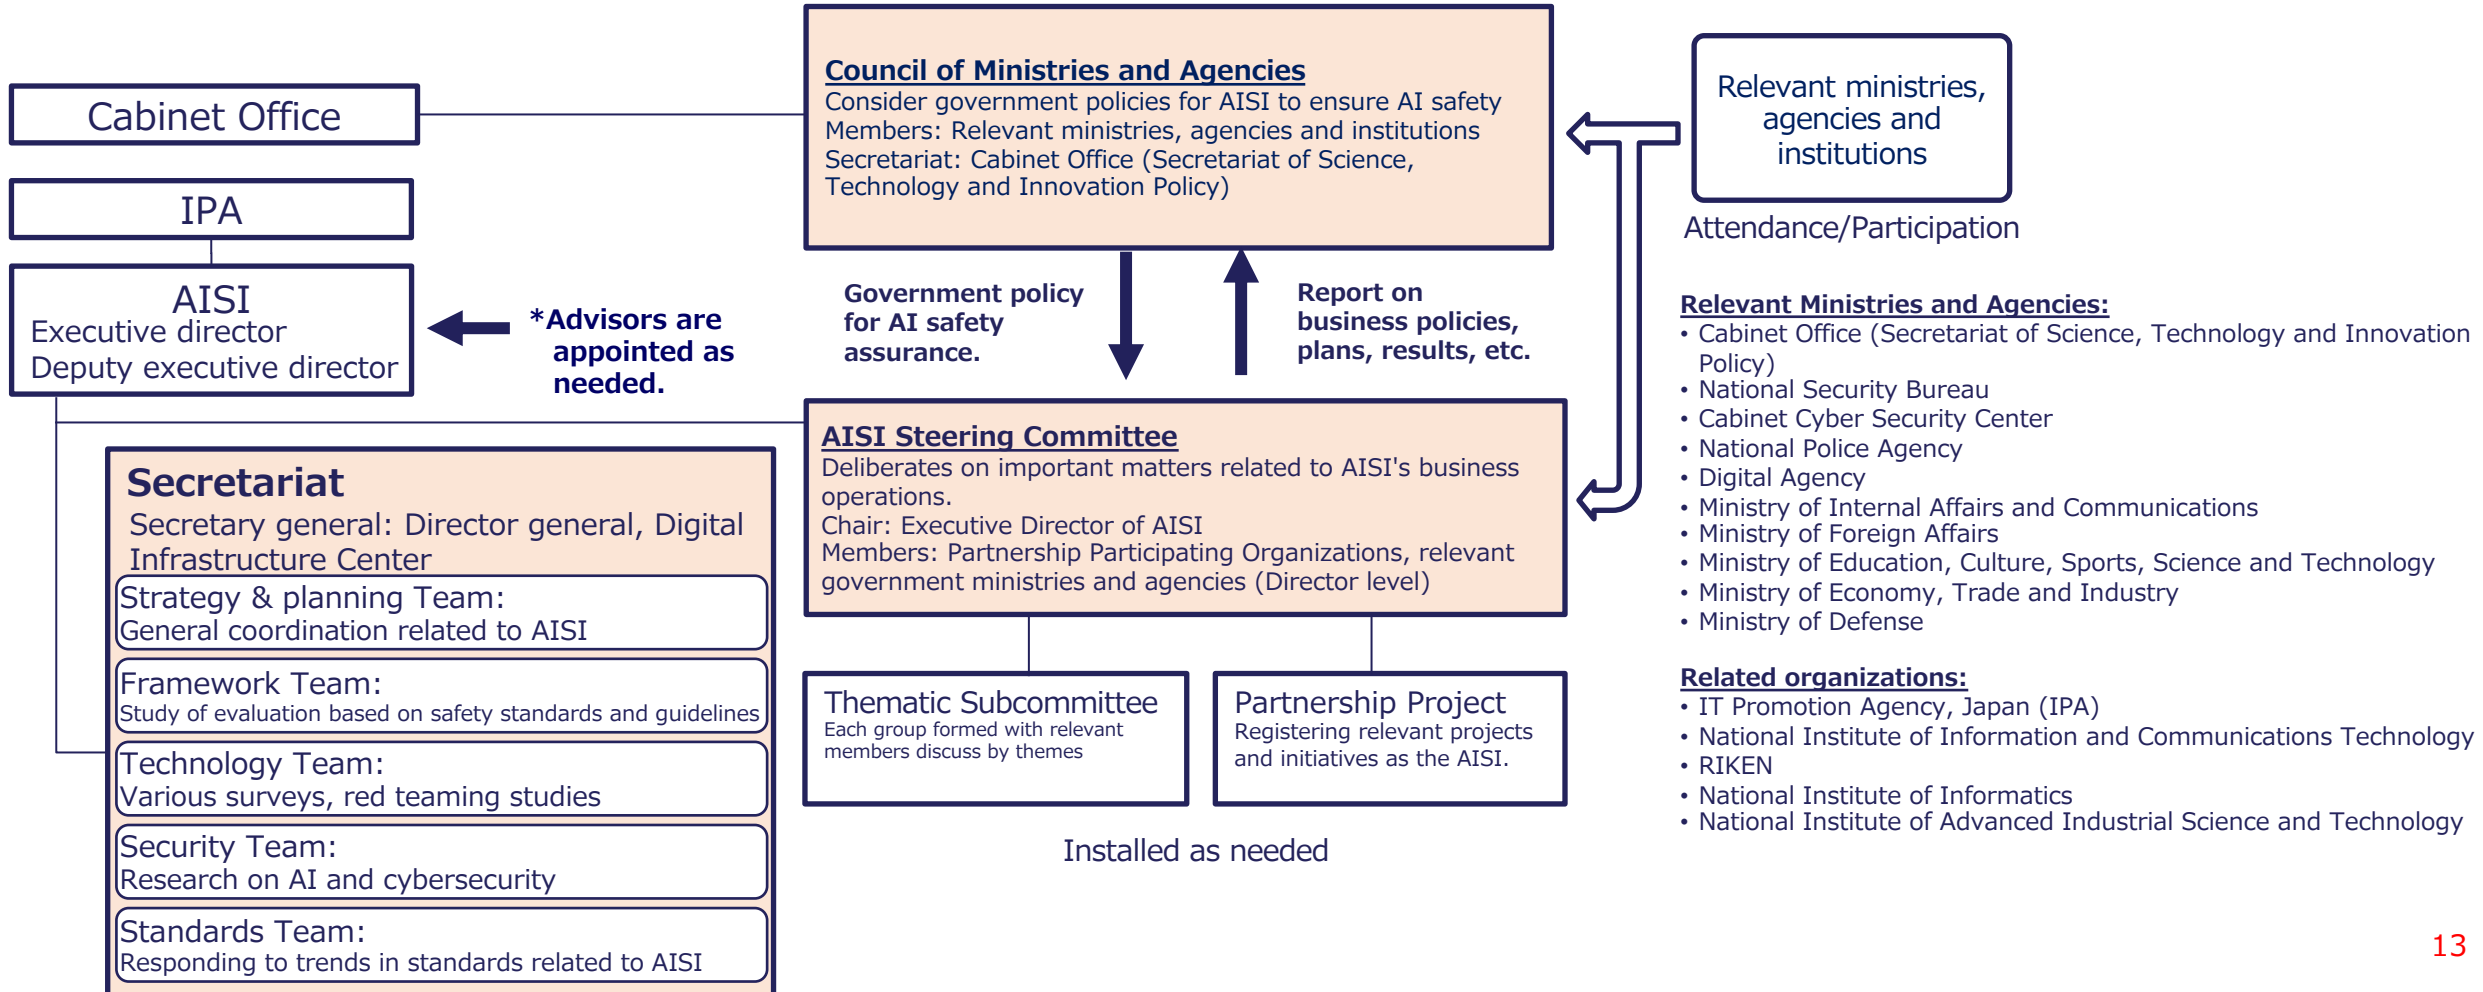 Cabinet Office
IPA
AISI
Executive director
Deputy executive director
*Advisors are
appointed as
needed.
Secretariat
Secretary general: Director general, Digital
Infrastructure Center
Strategy & planning Team:
General coordination related to AISI
Framework Team:
Study of evaluation based on safety standards and guidelines
Technology Team:
Various surveys, red teaming studies
Security Team:
Research on AI and cybersecurity
Standards Team:
Responding to trends in standards related to AISI
Council of Ministries and Agencies
Consider government policies for AISI to ensure AI safety
Members: Relevant ministries, agencies and institutions
Secretariat: Cabinet Office (Secretariat of Science,
Technology and Innovation Policy)
Government policy
for AI safety
assurance.
Report on
business policies,
plans, results, etc.
AISI Steering Committee
Deliberates on important matters related to AISI's business
operations.
Chair: Executive Director of AISI
Members: Partnership Participating Organizations, relevant
government ministries and agencies (Director level)
Thematic Subcommittee
Each group formed with relevant
members discuss by themes
Partnership Project
Registering relevant projects
and initiatives as the AISI.
Installed as needed
Relevant ministries,
agencies and
institutions
Attendance/Participation
Relevant Ministries and Agencies:
• Cabinet Office (Secretariat of Science, Technology and Innovation
Policy)
• National Security Bureau
• Cabinet Cyber Security Center
• National Police Agency
• Digital Agency
• Ministry of Internal Affairs and Communications
• Ministry of Foreign Affairs
• Ministry of Education, Culture, Sports, Science and Technology
• Ministry of Economy, Trade and Industry
• Ministry of Defense
Related organizations:
• IT Promotion Agency, Japan (IPA)
• National Institute of Information and Communications Technology
• RIKEN
• National Institute of Informatics
• National Institute of Advanced Industrial Science and Technology
13